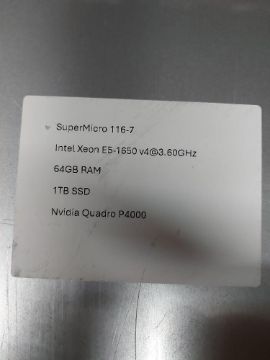 SuperMicro 116-7
Intel Xeon E5-1650 v4@3.60GHz
64GB RAM
1TB SSD
Nvidia Quadro P4000